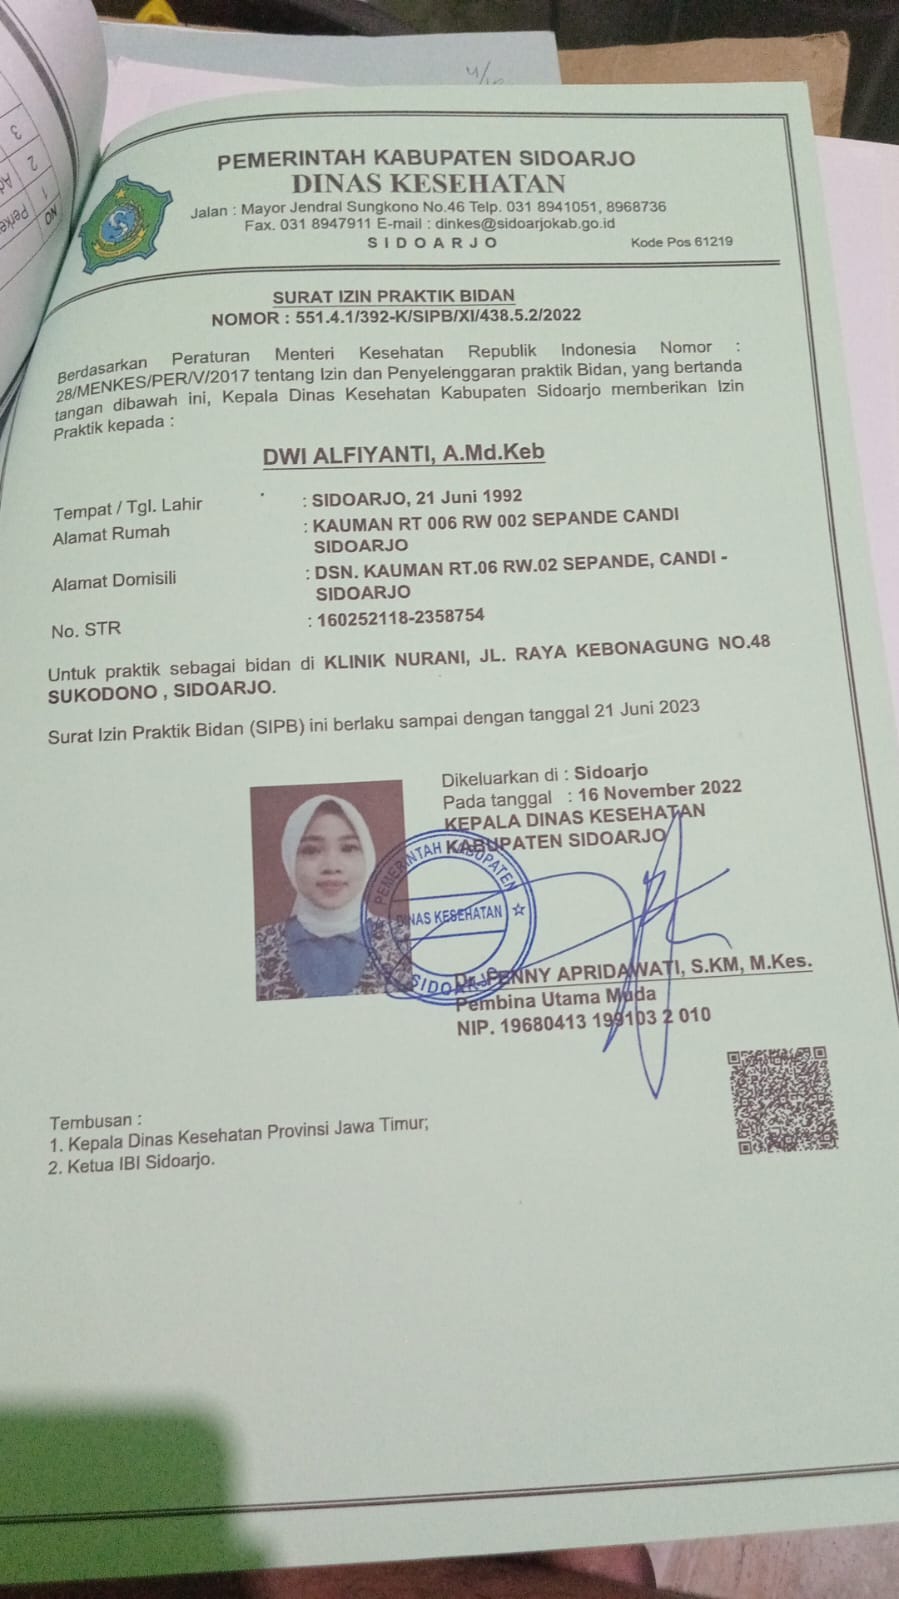 PEMERINTAH KABUPATEN SIDOARJO
DINAS KESEHATAN
Jalan : Mayor Jendral Sungkono No.46 Telp. 031 8941051, 8968736
Fax. 031 8947911 E-mail : dinkes@sidoarjokab.go.id
S I D O A R J O
Kode Pos 61219
SURAT IZIN PRAKTIK BIDAN
NOMOR : 551.4.1/392-K/SIPB/XI/438.5.2/2022
Berdasarkan Peraturan Menteri Kesehatan Republik Indonesia Nomor :
28/MENKES/PER/V/2017 tentang Izin dan Penyelenggaran praktik Bidan, yang bertanda
tangan dibawah ini, Kepala Dinas Kesehatan Kabupaten Sidoarjo memberikan Izin
Praktik kepada :
DWI ALFIYANTI, A.Md.Keb
Tempat / Tgl. Lahir : SIDOARJO, 21 Juni 1992
Alamat Rumah : KAUMAN RT 006 RW 002 SEPANDE CANDI
SIDOARJO
Alamat Domisili : DSN. KAUMAN RT.06 RW.02 SEPANDE, CANDI -
SIDOARJO
No. STR : 160252118-2358754
Untuk praktik sebagai bidan di KLINIK NURANI, JL. RAYA KEBONAGUNG NO.48
SUKODONO , SIDOARJO.
Surat Izin Praktik Bidan (SIPB) ini berlaku sampai dengan tanggal 21 Juni 2023
Dikeluarkan di : Sidoarjo
Pada tanggal : 16 November 2022
KEPALA DINAS KESEHATAN
KABUPATEN SIDOARJO
PEMERINTAH KABUPATEN
DINAS KESEHATAN
SIDOARJO
Dr. FENNY APRIDAWATI, S.KM, M.Kes.
Pembina Utama Muda
NIP. 19680413 199103 2 010
Tembusan :
1. Kepala Dinas Kesehatan Provinsi Jawa Timur;
2. Ketua IBI Sidoarjo.
NO
1
2
3